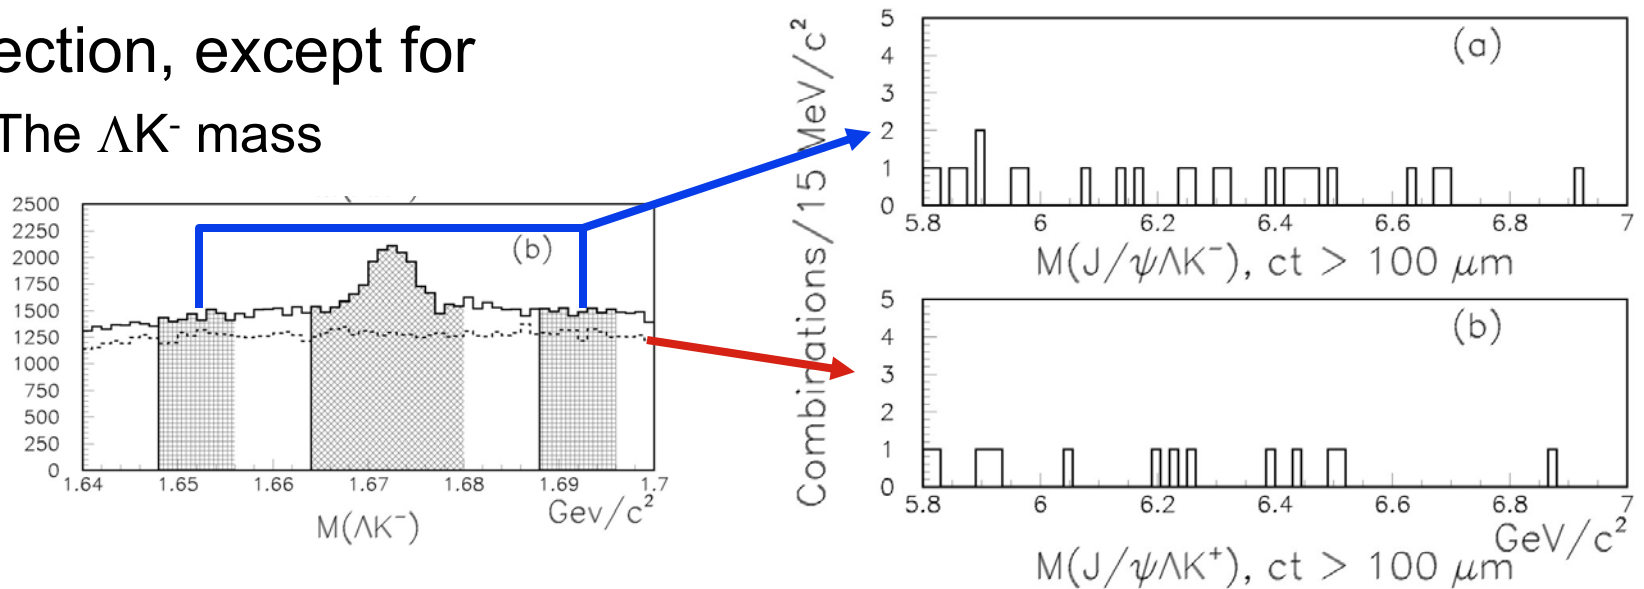 ection, except for
The ΛK⁻ mass
2500
2250
2000
1750
1500
1250
1000
750
500
250
0
(b)
1.64 1.65 1.66 1.67 1.68 1.69 1.7
Gev/c²
M(ΛK⁻)
Combinations/15 MeV/c²
5
4
3
2
1
0
(a)
5.8 6 6.2 6.4 6.6 6.8 7
M(J/ψΛK⁻), ct > 100 μm
5
4
3
2
1
0
(b)
5.8 6 6.2 6.4 6.6 6.8 7
GeV/c²
M(J/ψΛK⁺), ct > 100 μm